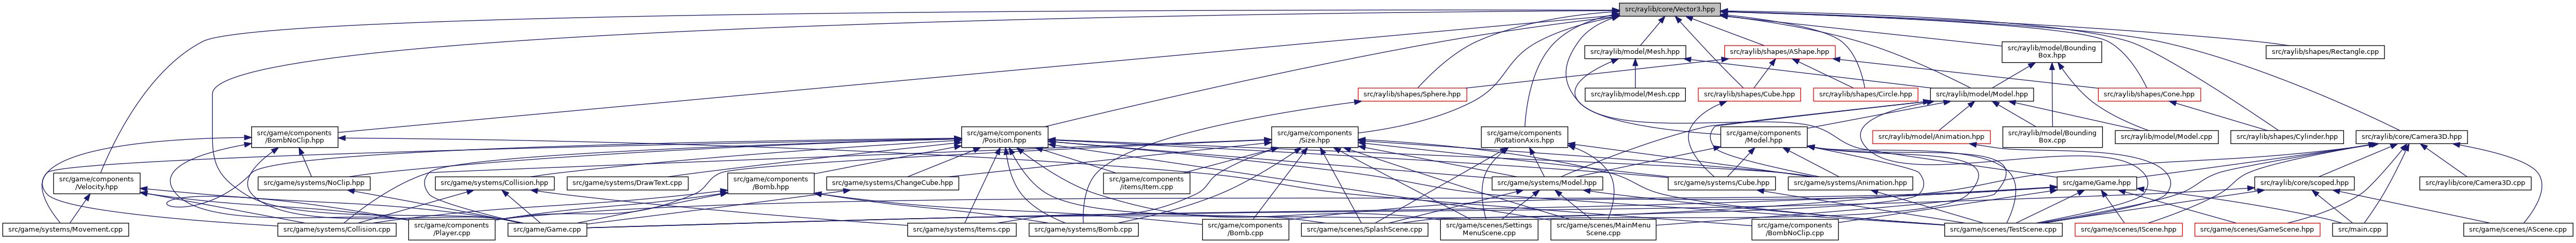 src/raylib/core/Vector3.hpp
src/raylib/model/Mesh.hpp
src/raylib/shapes/AShape.hpp
src/raylib/model/Bounding
Box.hpp
src/raylib/shapes/Rectangle.cpp
src/raylib/shapes/Sphere.hpp
src/raylib/model/Mesh.cpp
src/raylib/shapes/Cube.hpp
src/raylib/shapes/Circle.hpp
src/raylib/model/Model.hpp
src/raylib/shapes/Cone.hpp
src/game/components
/BombNoClip.hpp
src/game/components
/Position.hpp
src/game/components
/Size.hpp
src/game/components
/RotationAxis.hpp
src/game/components
/Model.hpp
src/raylib/model/Animation.hpp
src/raylib/model/Bounding
Box.cpp
src/raylib/model/Model.cpp
src/raylib/shapes/Cylinder.hpp
src/raylib/core/Camera3D.hpp
src/game/components
/Velocity.hpp
src/game/systems/NoClip.hpp
src/game/systems/Collision.hpp
src/game/systems/DrawText.cpp
src/game/components
/Bomb.hpp
src/game/systems/ChangeCube.hpp
src/game/components
/items/Item.cpp
src/game/systems/Model.hpp
src/game/systems/Cube.hpp
src/game/systems/Animation.hpp
src/game/Game.hpp
src/raylib/core/scoped.hpp
src/raylib/core/Camera3D.cpp
src/game/systems/Movement.cpp
src/game/systems/Collision.cpp
src/game/components
/Player.cpp
src/game/Game.cpp
src/game/systems/Items.cpp
src/game/systems/Bomb.cpp
src/game/components
/Bomb.cpp
src/game/scenes/SplashScene.cpp
src/game/scenes/Settings
MenuScene.cpp
src/game/scenes/MainMenu
Scene.cpp
src/game/components
/BombNoClip.cpp
src/game/scenes/TestScene.cpp
src/game/scenes/IScene.hpp
src/game/scenes/GameScene.hpp
src/main.cpp
src/game/scenes/AScene.cpp